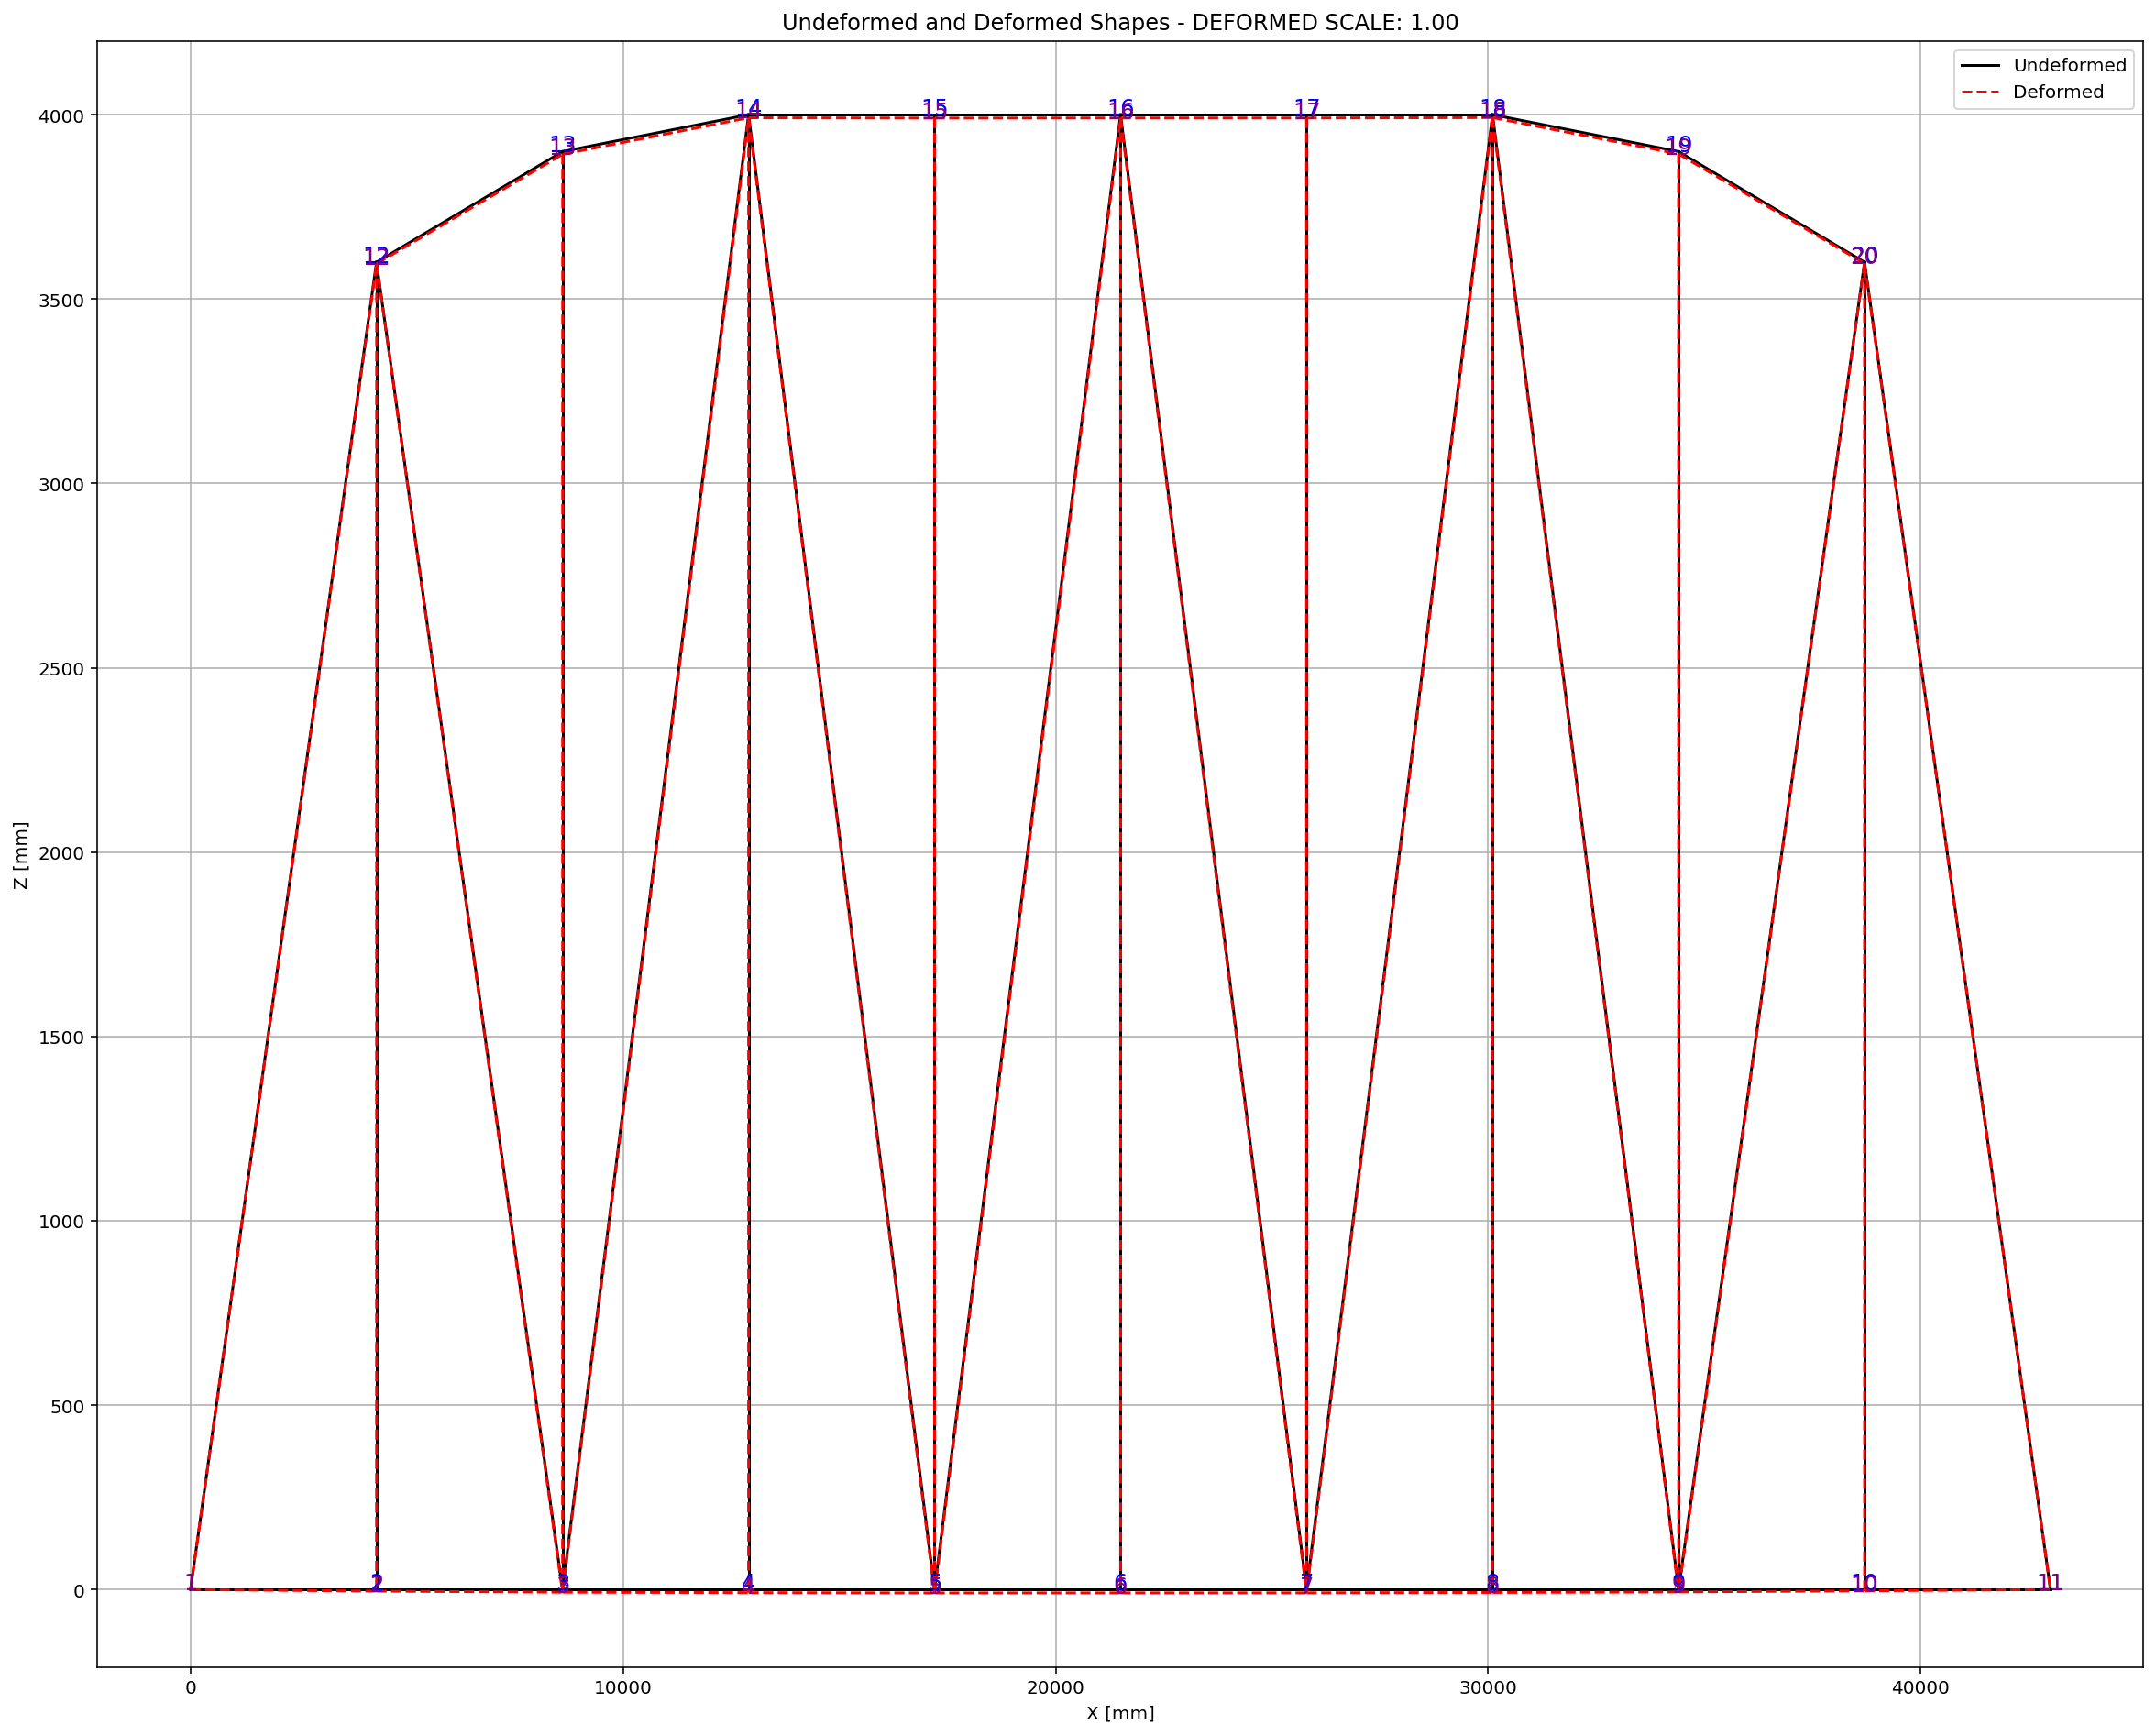 Undeformed and Deformed Shapes - DEFORMED SCALE: 1.00
Undeformed
Deformed
4000
3500
3000
2500
2000
1500
1000
500
0
Z [mm]
14 15 16 17 18
13 19
12 20
1 2 3 4 5 6 7 8 9 10 11
0 10000 20000 30000 40000
X [mm]